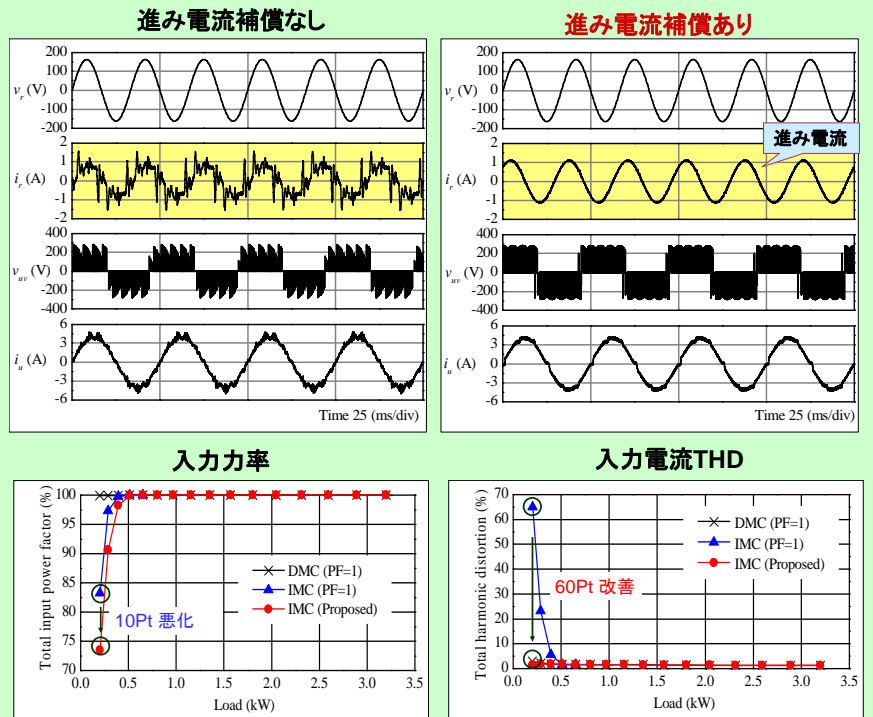 進み電流補償なし
200
100
0
-100
-200
v_r (V)
2
1
0
-1
-2
i_r (A)
400
200
0
-200
-400
v_uv (V)
6
3
0
-3
-6
i_u (A)
Time 25 (ms/div)
進み電流補償あり
200
100
0
-100
-200
v_r (V)
進み電流
2
1
0
-1
-2
i_r (A)
400
200
0
-200
-400
v_uv (V)
6
3
0
-3
-6
i_u (A)
Time 25 (ms/div)
入力力率
Total input power factor (%)
100
95
90
85
80
75
70
DMC (PF=1)
IMC (PF=1)
IMC (Proposed)
10Pt 悪化
0.0 0.5 1.0 1.5 2.0 2.5 3.0 3.5
Load (kW)
入力電流THD
Total harmonic distortion (%)
70
60
50
40
30
20
10
0
DMC (PF=1)
IMC (PF=1)
IMC (Proposed)
60Pt 改善
0.0 0.5 1.0 1.5 2.0 2.5 3.0 3.5
Load (kW)